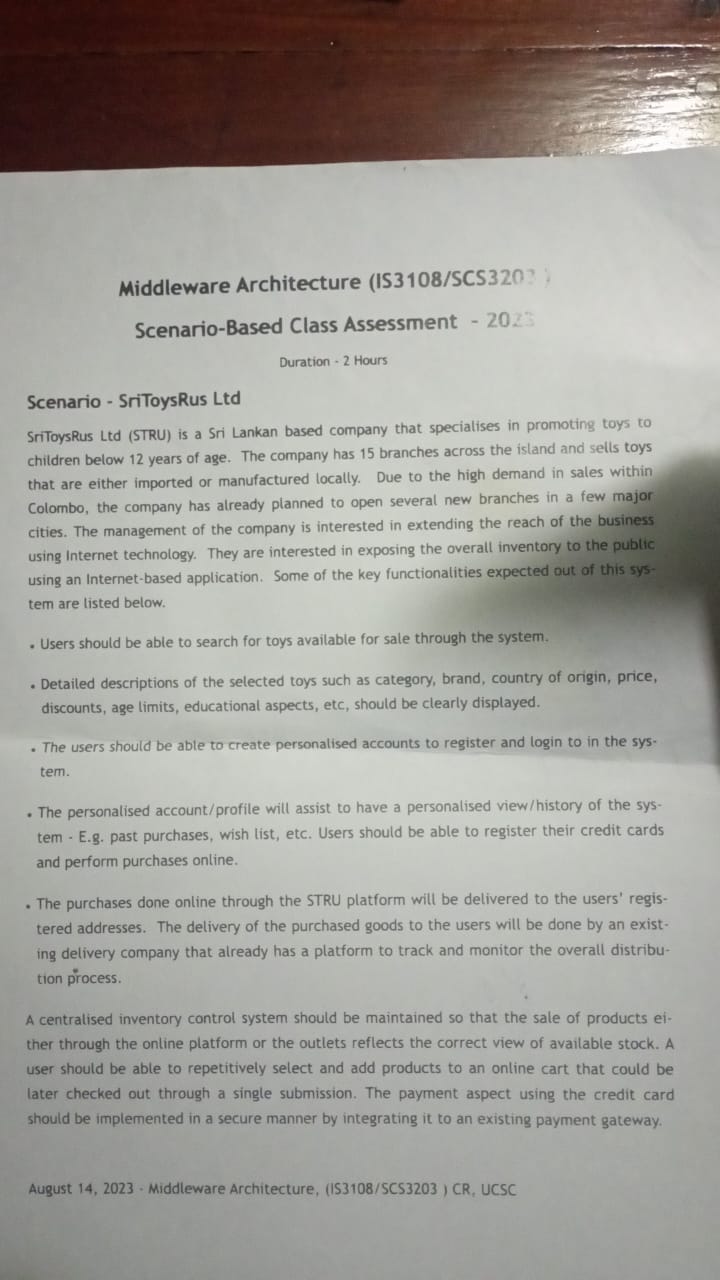 Middleware Architecture (IS3108/SCS3203 )
Scenario-Based Class Assessment - 2023
Duration - 2 Hours
Scenario - SriToysRus Ltd
SriToysRus Ltd (STRU) is a Sri Lankan based company that specialises in promoting toys to
children below 12 years of age. The company has 15 branches across the island and sells toys
that are either imported or manufactured locally. Due to the high demand in sales within
Colombo, the company has already planned to open several new branches in a few major
cities. The management of the company is interested in extending the reach of the business
using Internet technology. They are interested in exposing the overall inventory to the public
using an Internet-based application. Some of the key functionalities expected out of this sys-
tem are listed below.
• Users should be able to search for toys available for sale through the system.
• Detailed descriptions of the selected toys such as category, brand, country of origin, price,
discounts, age limits, educational aspects, etc, should be clearly displayed.
• The users should be able to create personalised accounts to register and login to in the sys-
tem.
• The personalised account/profile will assist to have a personalised view/history of the sys-
tem - E.g. past purchases, wish list, etc. Users should be able to register their credit cards
and perform purchases online.
• The purchases done online through the STRU platform will be delivered to the users' regis-
tered addresses. The delivery of the purchased goods to the users will be done by an exist-
ing delivery company that already has a platform to track and monitor the overall distribu-
tion process.
A centralised inventory control system should be maintained so that the sale of products ei-
ther through the online platform or the outlets reflects the correct view of available stock. A
user should be able to repetitively select and add products to an online cart that could be
later checked out through a single submission. The payment aspect using the credit card
should be implemented in a secure manner by integrating it to an existing payment gateway.
August 14, 2023 - Middleware Architecture, (IS3108/SCS3203 ) CR, UCSC